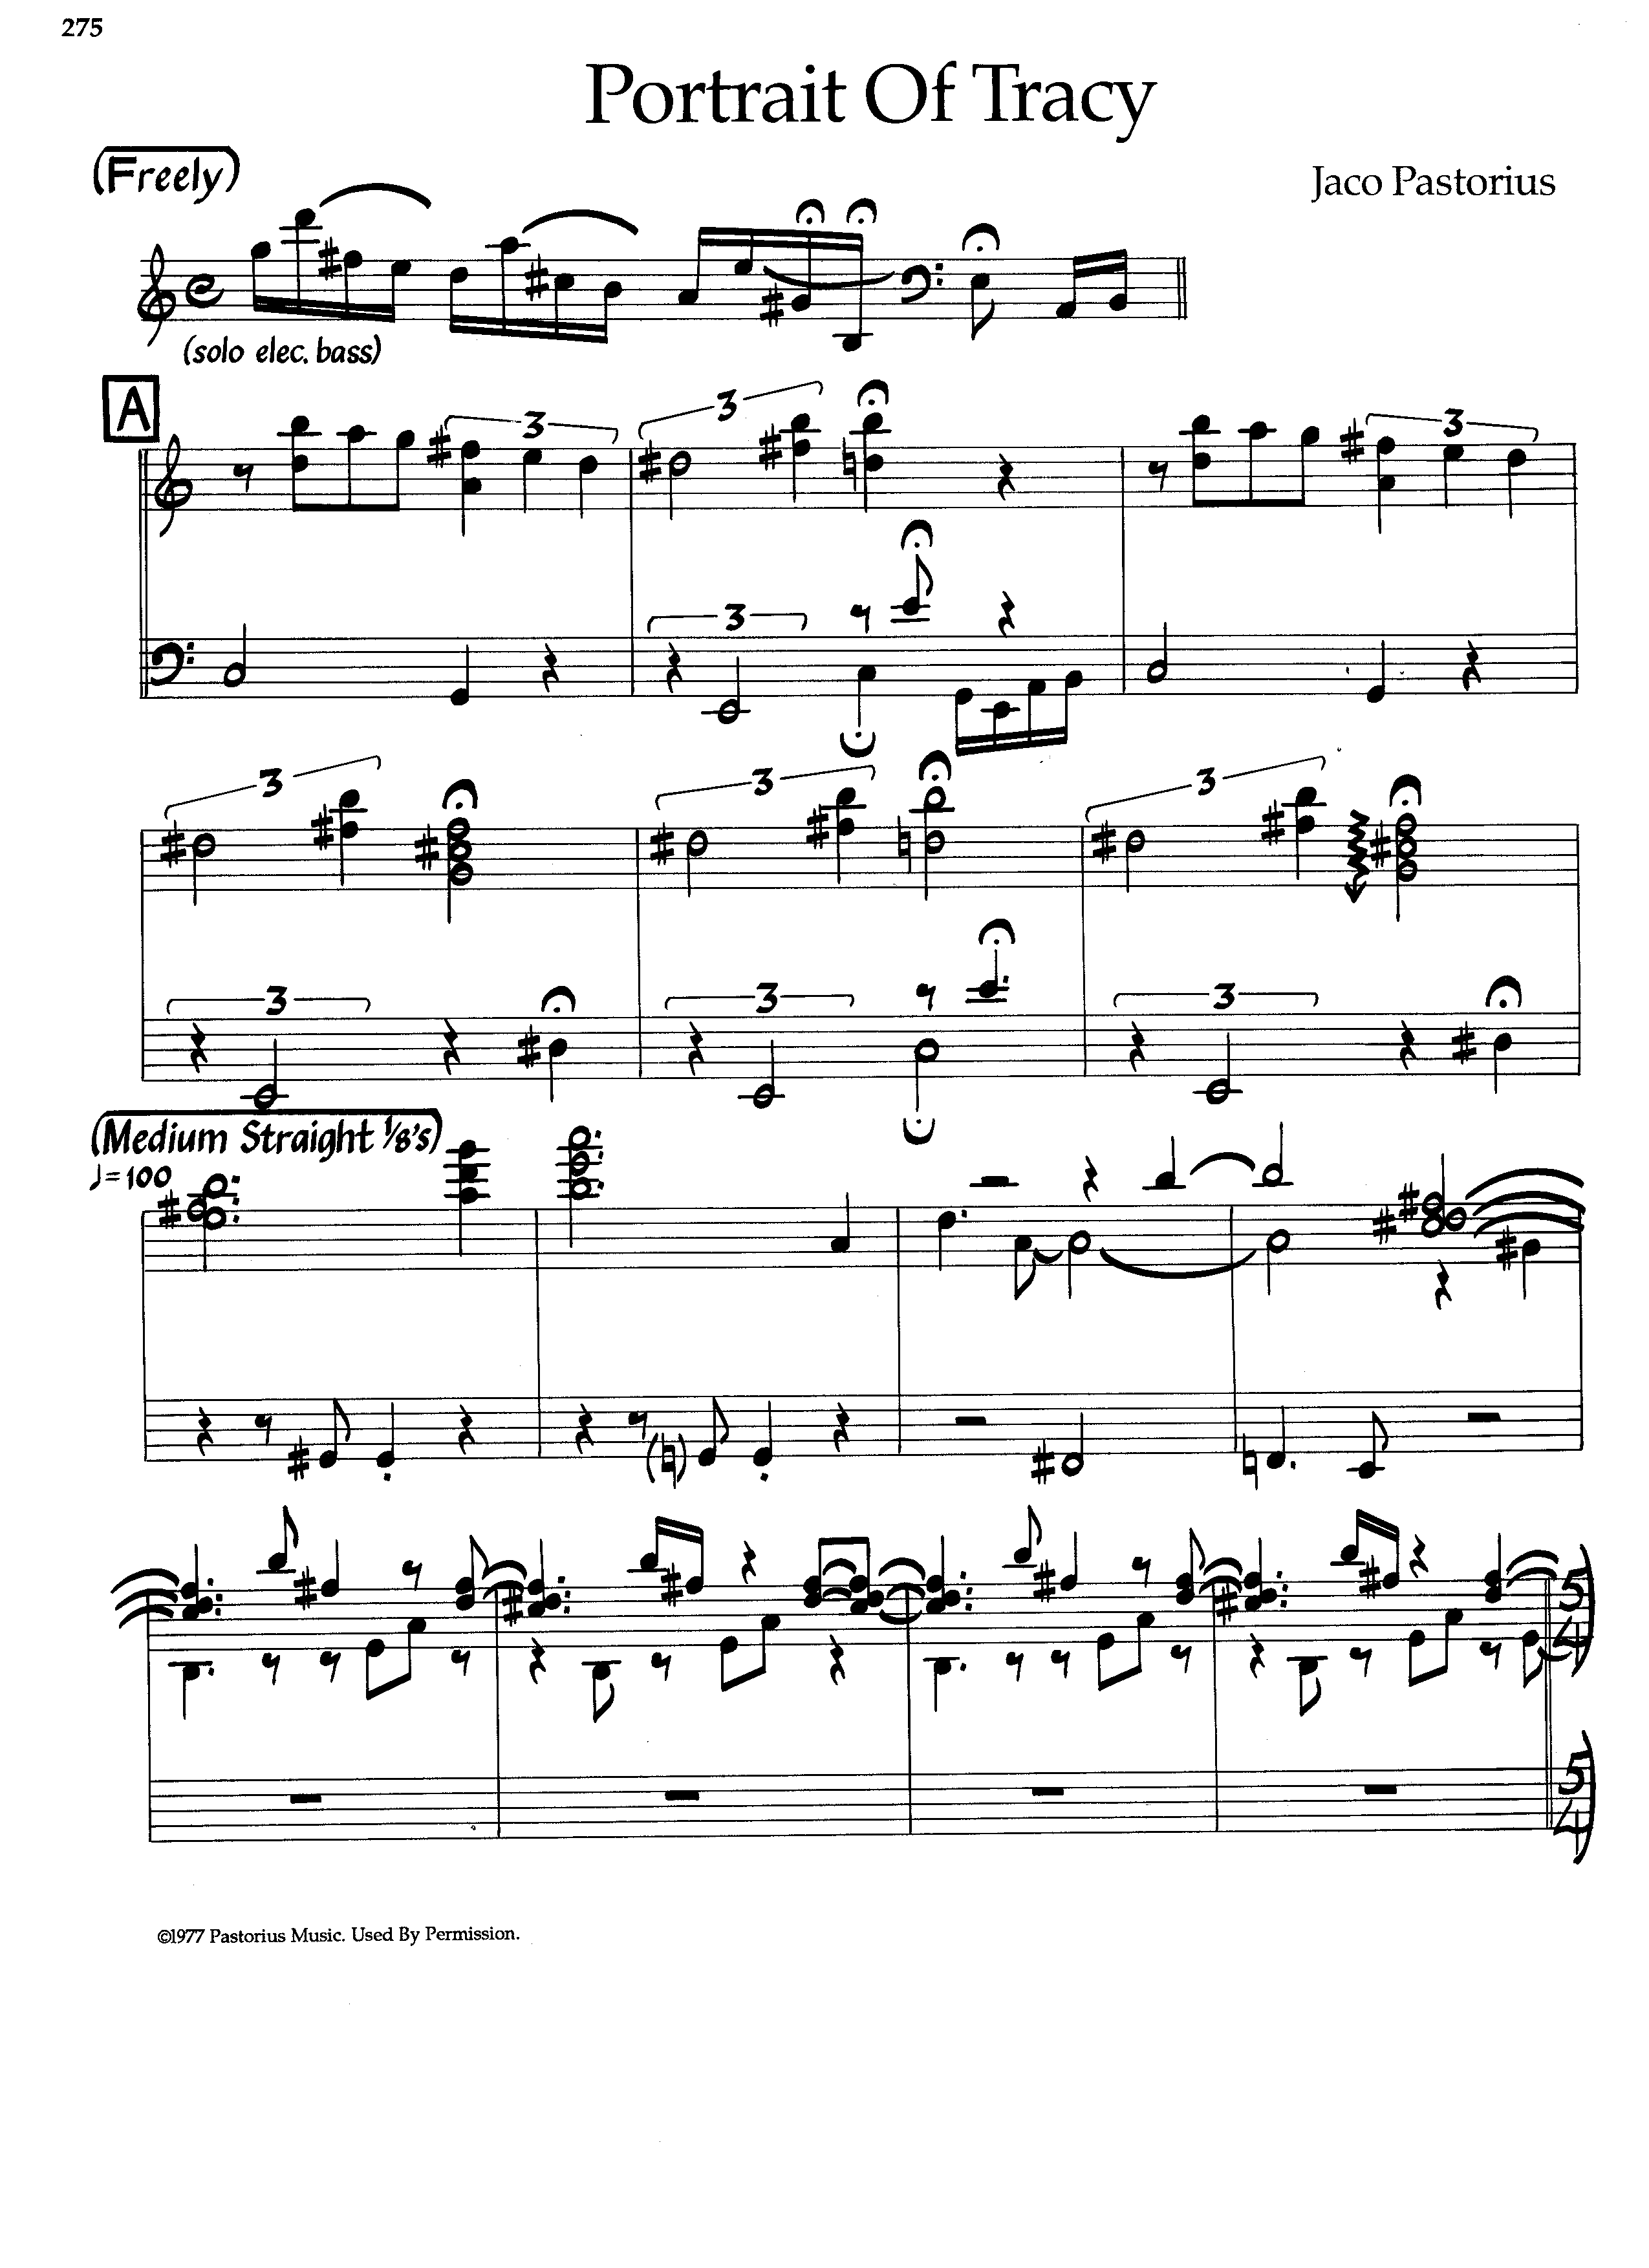 275
Portrait Of Tracy
(Freely)
Jaco Pastorius
(solo elec. bass)
A
3
3
3
3
3
3
3
3
3
3
(Medium Straight 1/8's)
♩=100
5
4
5
4
©1977 Pastorius Music. Used By Permission.